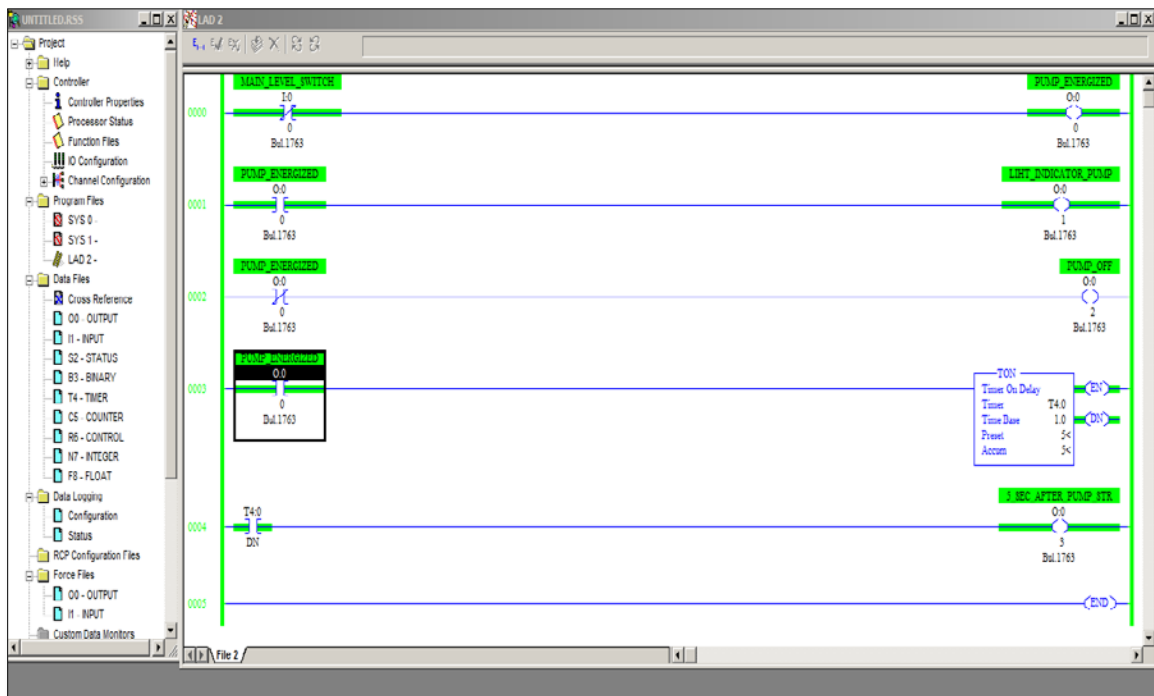 UNTITLED.RSS
Project
Help
Controller
Controller Properties
Processor Status
Function Files
IO Configuration
Channel Configuration
Program Files
SYS 0 -
SYS 1 -
LAD 2 -
Data Files
Cross Reference
O0 - OUTPUT
I1 - INPUT
S2 - STATUS
B3 - BINARY
T4 - TIMER
C5 - COUNTER
R6 - CONTROL
N7 - INTEGER
F8 - FLOAT
Data Logging
Configuration
Status
RCP Configuration Files
Force Files
O0 - OUTPUT
I1 - INPUT
Custom Data Monitors
LAD 2
MAIN_LEVEL_SWITCH
I:0
0
Bul.1763
PUMP_ENERGIZED
O:0
0
Bul.1763
0000
PUMP_ENERGIZED
O:0
0
Bul.1763
LIHT_INDICATOR_PUMP
O:0
1
Bul.1763
0001
PUMP_ENERGIZED
O:0
0
Bul.1763
PUMP_OFF
O:0
2
Bul.1763
0002
PUMP_ENERGIZED
O:0
0
Bul.1763
0003
TON
Timer On Delay
Timer T4:0
Time Base 1.0
Preset 5<
Accum 5<
EN
DN
T4:0
DN
5_SEC_AFTER_PUMP_STR
O:0
3
Bul.1763
0004
0005
END
File 2